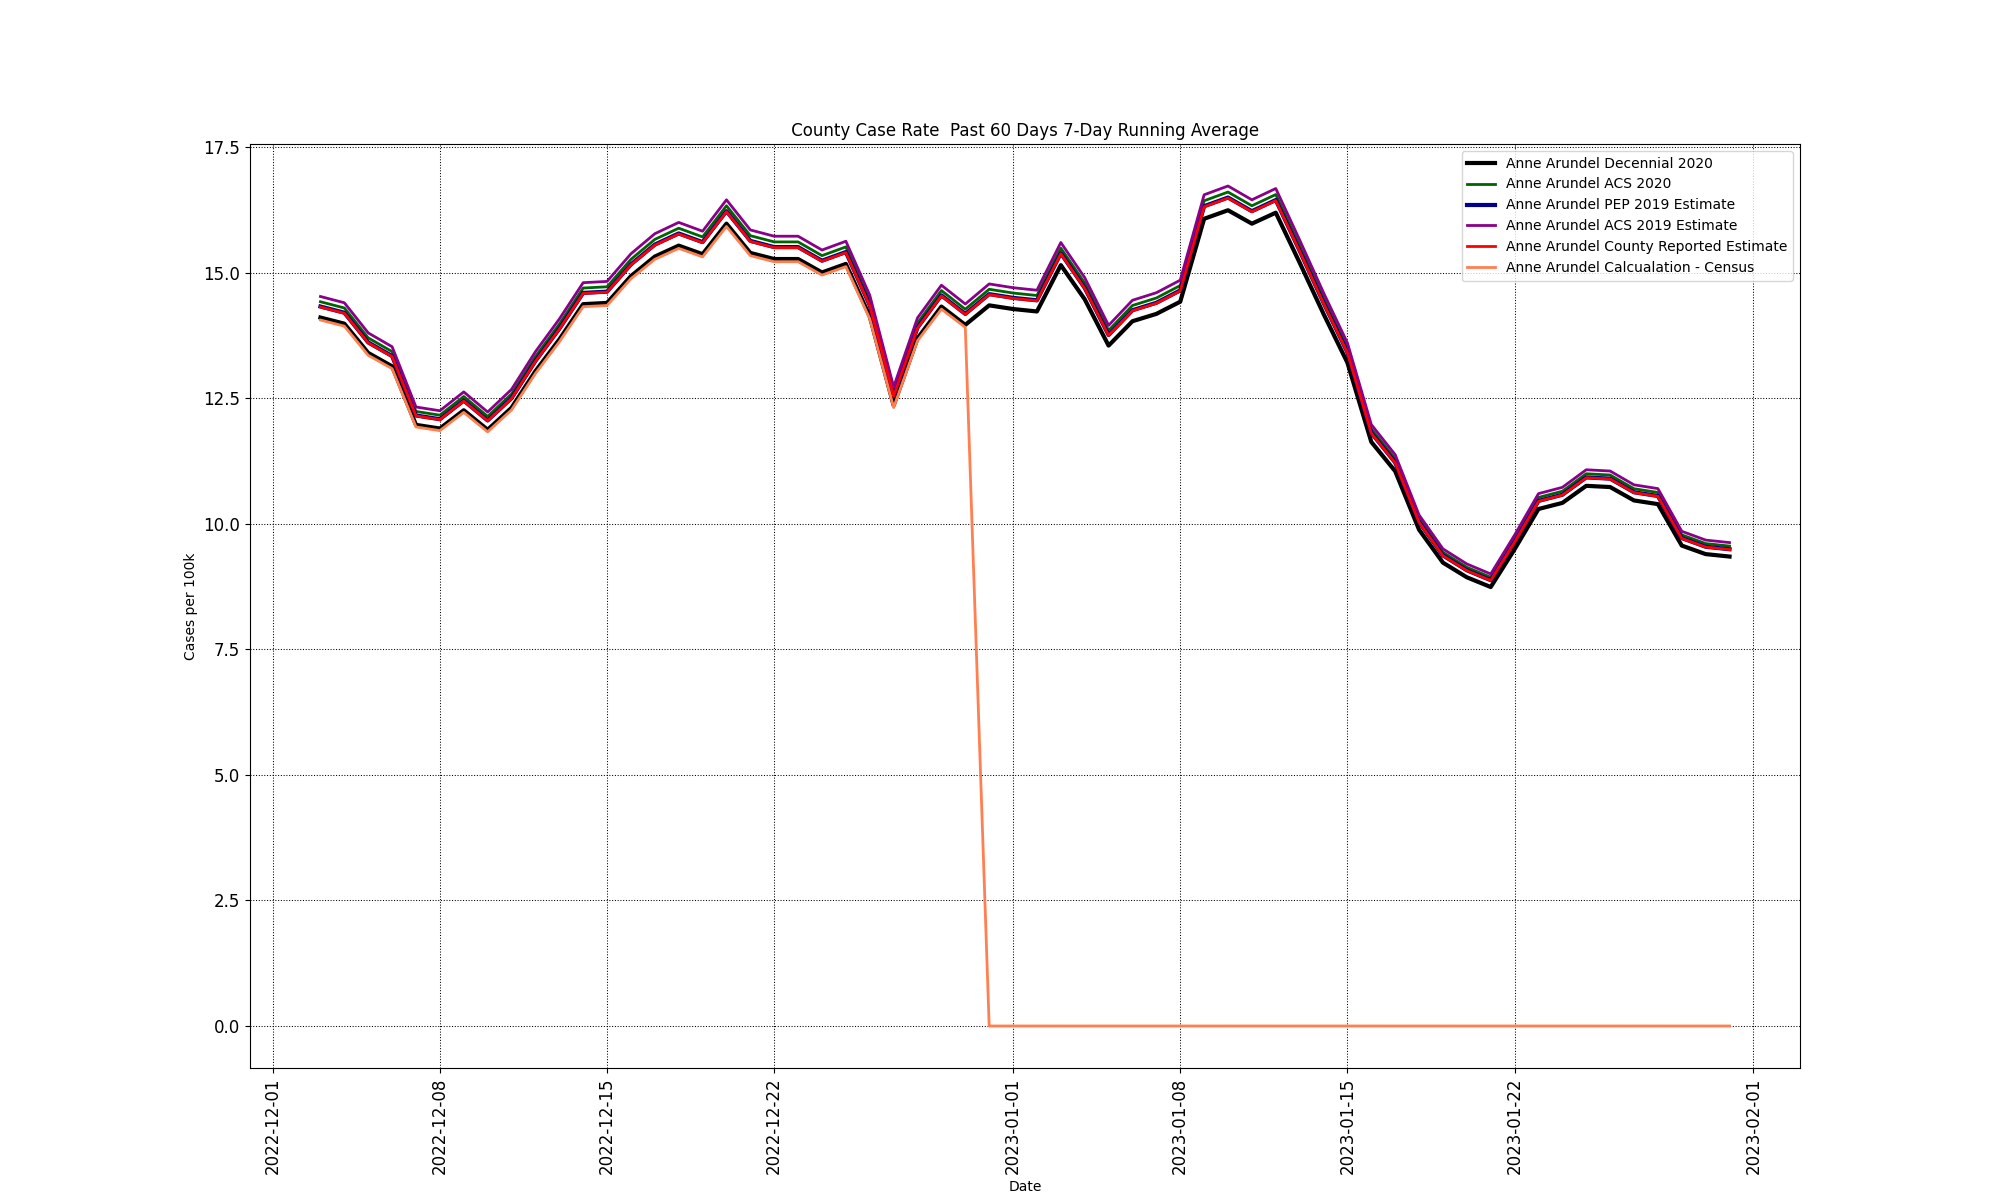 County Case Rate  Past 60 Days 7-Day Running Average
17.5
15.0
12.5
10.0
7.5
5.0
2.5
0.0
Cases per 100k
Anne Arundel Decennial 2020
Anne Arundel ACS 2020
Anne Arundel PEP 2019 Estimate
Anne Arundel ACS 2019 Estimate
Anne Arundel County Reported Estimate
Anne Arundel Calcualation - Census
2022-12-01
2022-12-08
2022-12-15
2022-12-22
2023-01-01
2023-01-08
2023-01-15
2023-01-22
2023-02-01
Date